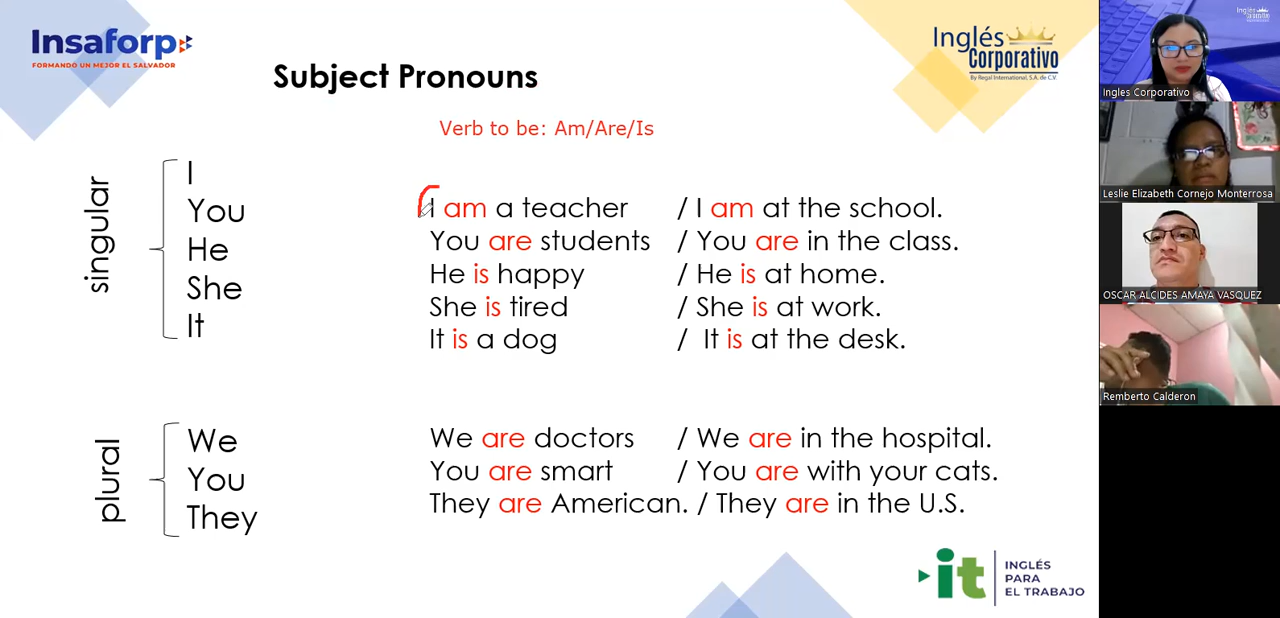 Insaforp
FORMANDO UN MEJOR EL SALVADOR
Subject Pronouns
Inglés
Corporativo
By Regal International, S.A. de C.V.
Verb to be: Am/Are/Is
singular
I
You
He
She
It
I am a teacher / I am at the school.
You are students / You are in the class.
He is happy / He is at home.
She is tired / She is at work.
It is a dog / It is at the desk.
plural
We
You
They
We are doctors / We are in the hospital.
You are smart / You are with your cats.
They are American. / They are in the U.S.
it
INGLÉS
PARA
EL TRABAJO
Inglés
Ingles Corporativo
Leslie Elizabeth Cornejo Monterrosa
OSCAR ALCIDES AMAYA VASQUEZ
Remberto Calderon